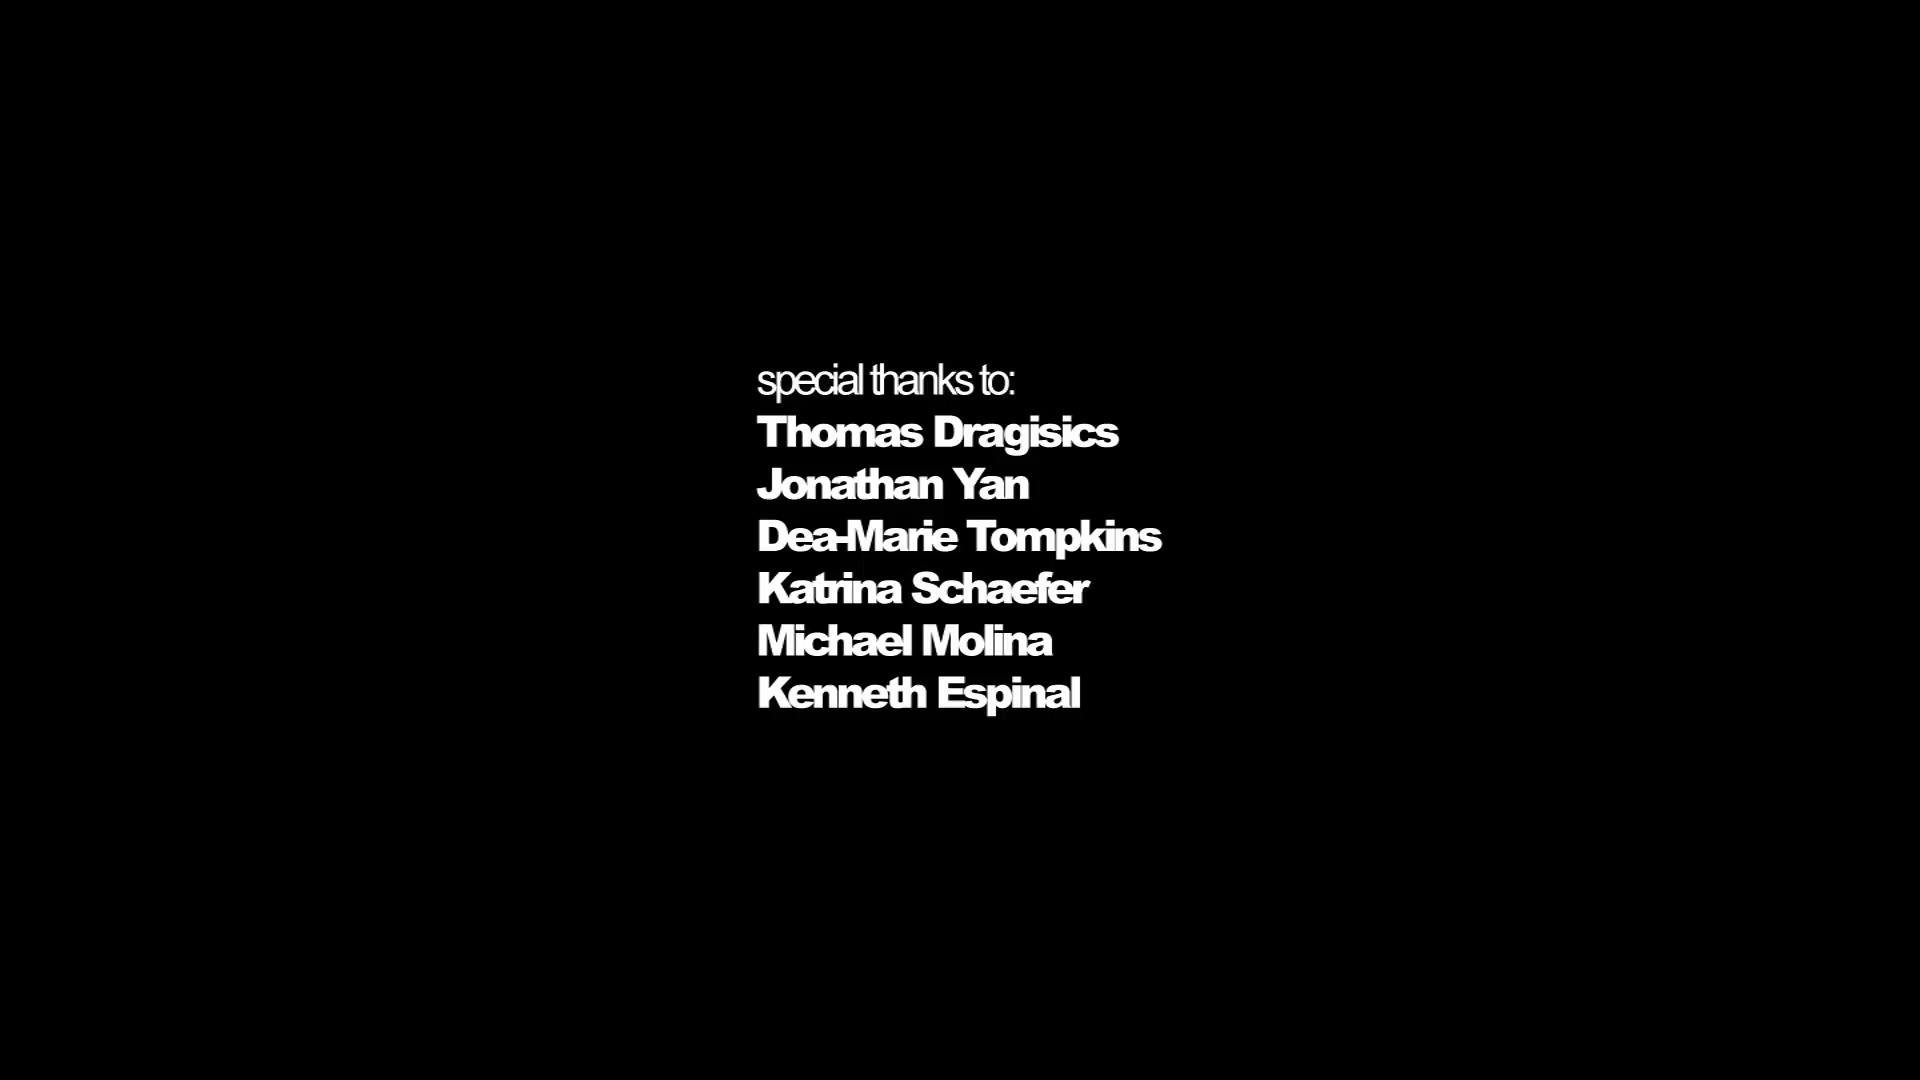 special thanks to:
Thomas Dragisics
Jonathan Yan
Dea-Marie Tompkins
Katrina Schaefer
Michael Molina
Kenneth Espinal